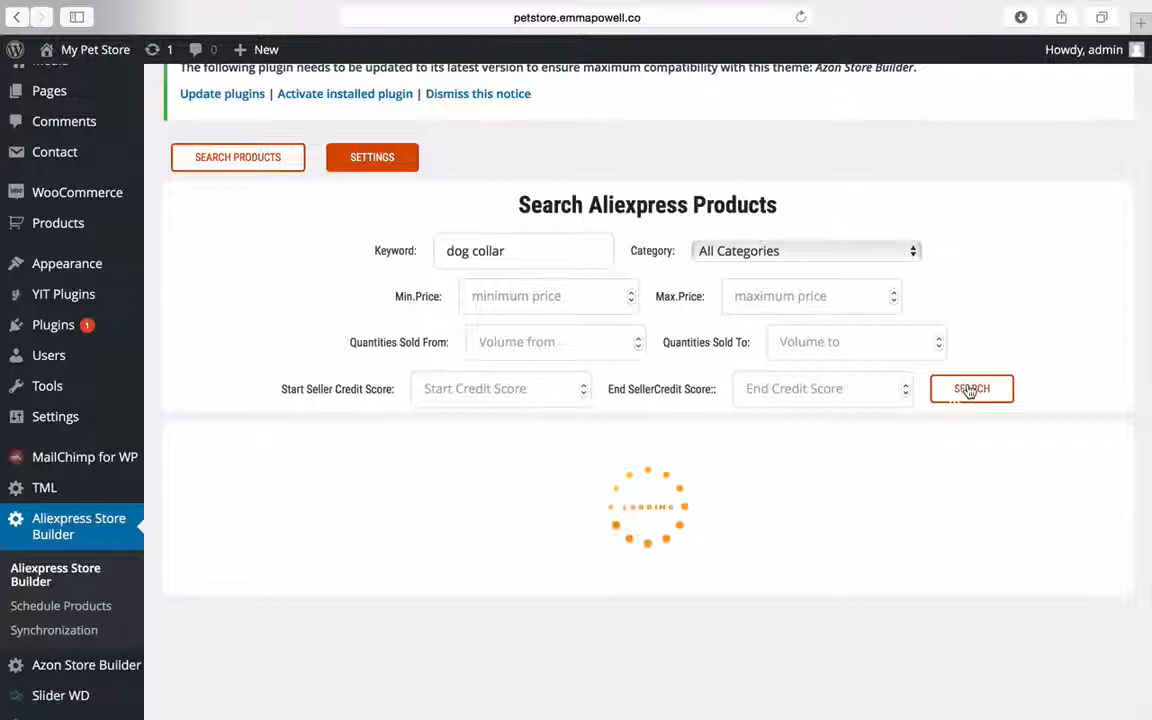 petstore.emmapowell.co
My Pet Store
1
0
New
Howdy, admin
The following plugin needs to be updated to its latest version to ensure maximum compatibility with this theme: Azon Store Builder.
Update plugins | Activate installed plugin | Dismiss this notice
Media
Pages
Comments
Contact
WooCommerce
Products
Appearance
YIT Plugins
Plugins 1
Users
Tools
Settings
MailChimp for WP
TML
Aliexpress Store
Builder
Aliexpress Store
Builder
Schedule Products
Synchronization
Azon Store Builder
Slider WD
SEARCH PRODUCTS
SETTINGS
Search Aliexpress Products
Keyword: dog collar Category: All Categories
Min.Price: minimum price Max.Price: maximum price
Quantities Sold From: Volume from Quantities Sold To: Volume to
Start Seller Credit Score: Start Credit Score End SellerCredit Score:: End Credit Score SEARCH
LOADING